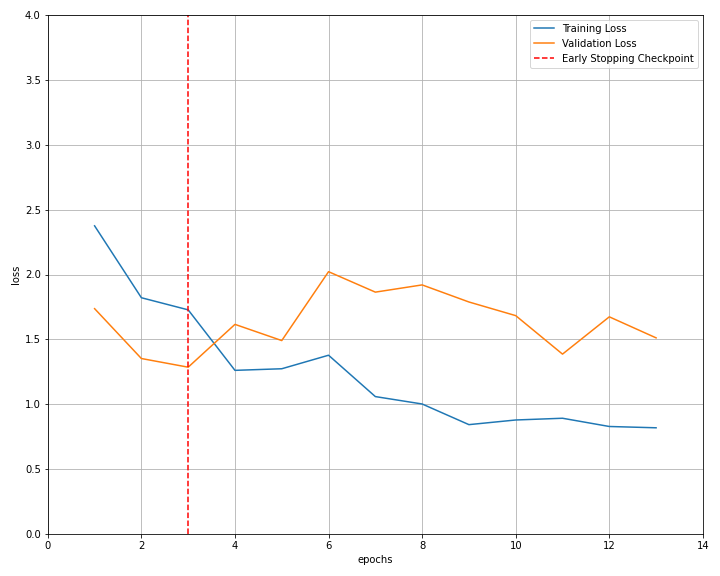 4.0
3.5
3.0
2.5
2.0
1.5
1.0
0.5
0.0
loss
0 2 4 6 8 10 12 14
epochs
Training Loss
Validation Loss
Early Stopping Checkpoint